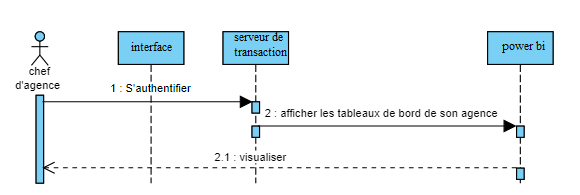 serveur de
transaction
interface
power bi
chef
d'agence
1 : S'authentifier
2 : afficher les tableaux de bord de son agence
2.1 : visualiser